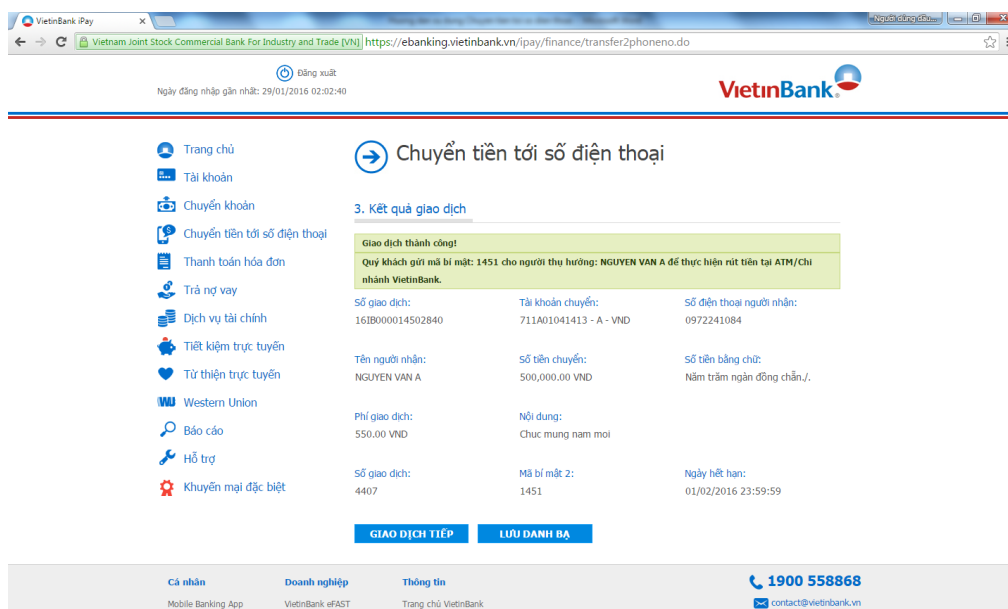 VietinBank iPay
Người dùng đầu...
Vietnam Joint Stock Commercial Bank For Industry and Trade [VN] https://ebanking.vietinbank.vn/ipay/finance/transfer2phoneno.do
Đăng xuất
Ngày đăng nhập gần nhất: 29/01/2016 02:02:40
VietinBank
Trang chủ
Tài khoản
Chuyển khoản
Chuyển tiền tới số điện thoại
Thanh toán hóa đơn
Trả nợ vay
Dịch vụ tài chính
Tiết kiệm trực tuyến
Từ thiện trực tuyến
WU Western Union
Báo cáo
Hỗ trợ
Khuyến mại đặc biệt
Chuyển tiền tới số điện thoại
3. Kết quả giao dịch
Giao dịch thành công!
Quý khách gửi mã bí mật: 1451 cho người thụ hưởng: NGUYEN VAN A để thực hiện rút tiền tại ATM/Chi
nhánh VietinBank.
Số giao dịch: Tài khoản chuyển: Số điện thoại người nhận:
16IB000014502840 711A01041413 - A - VND 0972241084
Tên người nhận: Số tiền chuyển: Số tiền bằng chữ:
NGUYEN VAN A 500,000.00 VND Năm trăm ngàn đồng chẵn./.
Phí giao dịch: Nội dung:
550.00 VND Chuc mung nam moi
Số giao dịch: Mã bí mật 2: Ngày hết hạn:
4407 1451 01/02/2016 23:59:59
GIAO DỊCH TIẾP LƯU DANH BẠ
Cá nhân Doanh nghiệp Thông tin 1900 558868
Mobile Banking App VietinBank eFAST Trang chủ VietinBank contact@vietinbank.vn